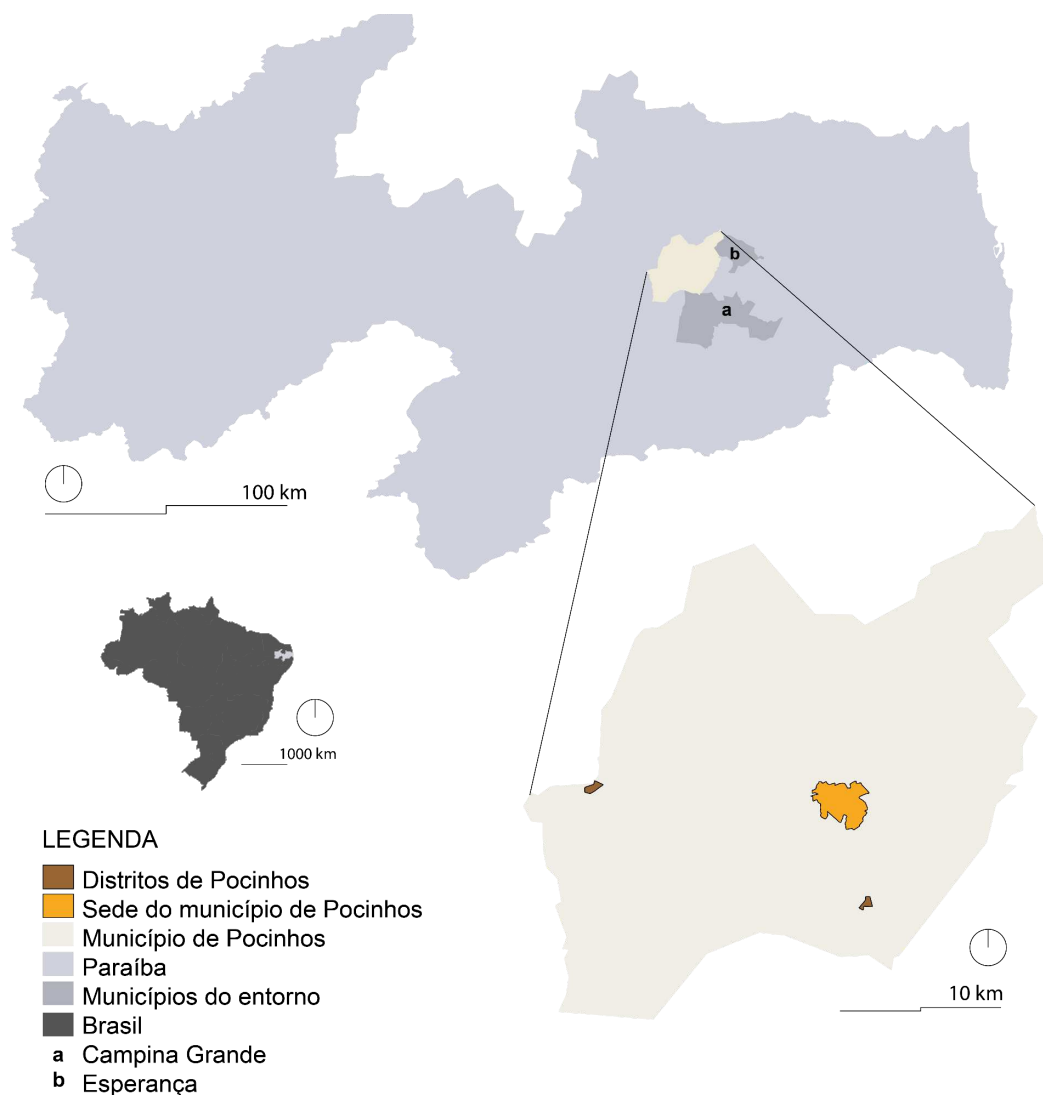 b
a
100 km
1000 km
LEGENDA
Distritos de Pocinhos
Sede do município de Pocinhos
Município de Pocinhos
Paraíba
Municípios do entorno
Brasil
a Campina Grande
b Esperança
10 km